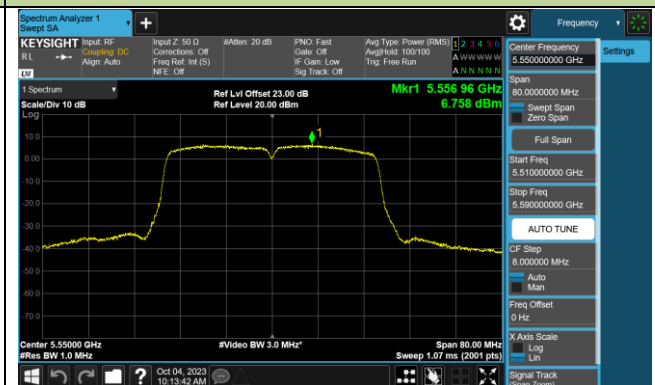 Spectrum Analyzer 1
Swept SA
+
Frequency
KEYSIGHT
RL
Input: RF
Coupling: DC
Align: Auto
Input Z: 50 Ω
Corrections: Off
Freq Ref: Int (S)
NFE: Off
#Atten: 20 dB
PNO: Fast
Gate: Off
IF Gain: Low
Sig Track: Off
Avg Type: Power (RMS)
Avg|Hold: 100/100
Trig: Free Run
1 2 3 4 5 6
A W W W W W
A N N N N N
LXI
1 Spectrum
Scale/Div 10 dB
Log
Ref Lvl Offset 23.00 dB
Ref Level 20.00 dBm
Mkr1 5.556 96 GHz
6.758 dBm
1
10.0
0.00
-10.0
-20.0
-30.0
-40.0
-50.0
-60.0
-70.0
Center 5.55000 GHz
#Res BW 1.0 MHz
#Video BW 3.0 MHz*
Span 80.00 MHz
Sweep 1.07 ms (2001 pts)
?
Oct 04, 2023
10:13:42 AM
Center Frequency
5.550000000 GHz
Span
80.0000000 MHz
Swept Span
Zero Span
Full Span
Start Freq
5.510000000 GHz
Stop Freq
5.590000000 GHz
AUTO TUNE
CF Step
8.000000 MHz
Auto
Man
Freq Offset
0 Hz
X Axis Scale
Log
Lin
Signal Track
(Span Zoom)
Settings